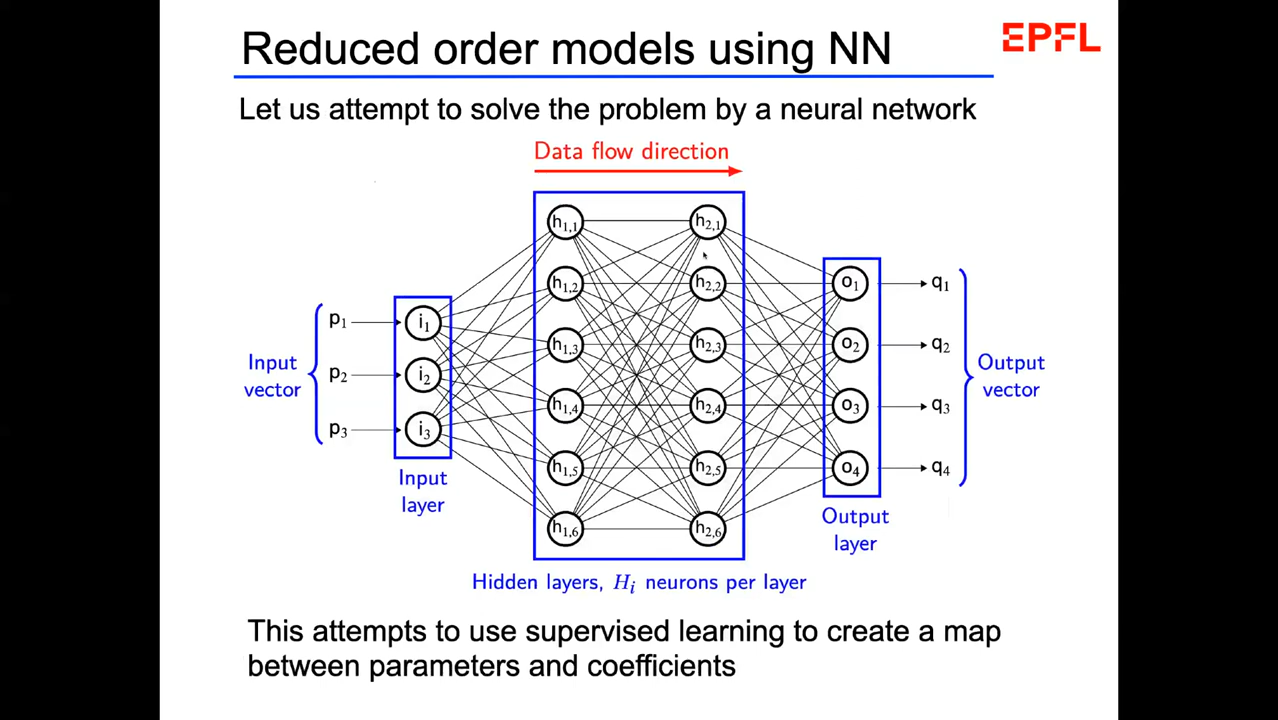 Reduced order models using NN
EPFL
Let us attempt to solve the problem by a neural network
Data flow direction
Input
vector
p1
p2
p3
i1
i2
i3
Input
layer
h1,1
h1,2
h1,3
h1,4
h1,5
h1,6
h2,1
h2,2
h2,3
h2,4
h2,5
h2,6
Hidden layers, Hi neurons per layer
o1
o2
o3
o4
Output
layer
q1
q2
q3
q4
Output
vector
This attempts to use supervised learning to create a map
between parameters and coefficients